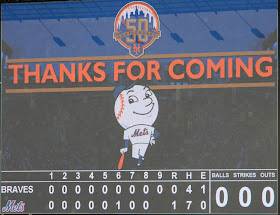 50
THANKS FOR COMING
Mets
1 2 3 4 5 6 7 8 9 R H E BALLS STRIKES OUTS
BRAVES 0 0 0 0 0 0 0 0 0 0 4 1 0 0 0
Mets 0 0 0 0 0 1 0 0 1 7 0